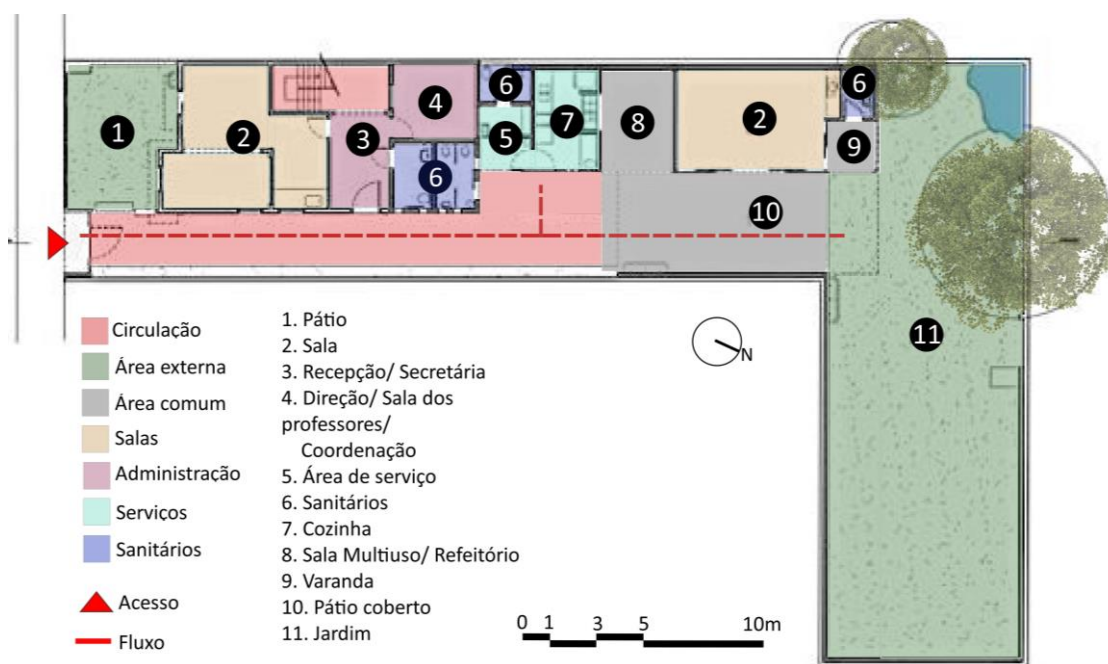 6
4
2
6
1
2
8
7
3
5
9
6
10
11
N
Circulação
Área externa
Área comum
Salas
Administração
Serviços
Sanitários
Acesso
Fluxo
1. Pátio
2. Sala
3. Recepção/ Secretária
4. Direção/ Sala dos
professores/
Coordenação
5. Área de serviço
6. Sanitários
7. Cozinha
8. Sala Multiuso/ Refeitório
9. Varanda
10. Pátio coberto
11. Jardim
0 1 3 5 10m